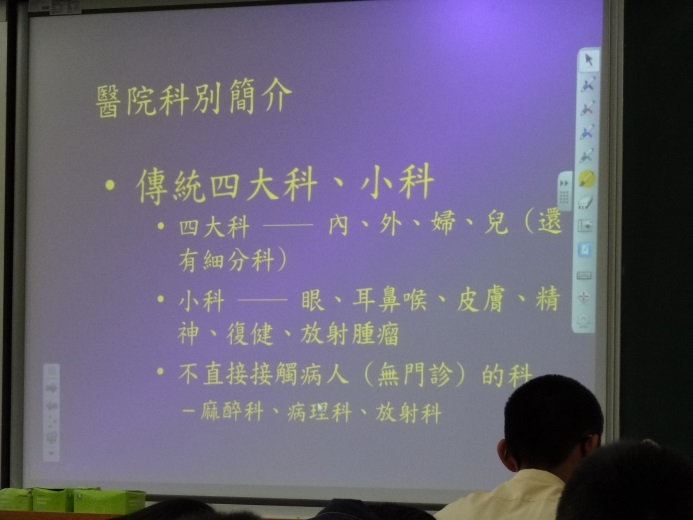 醫院科別簡介
• 傳統四大科、小科
• 四大科 —— 內、外、婦、兒（還
有細分科）
• 小科 —— 眼、耳鼻喉、皮膚、精
神、復健、放射腫瘤
• 不直接接觸病人（無門診）的科
–麻醉科、病理科、放射科